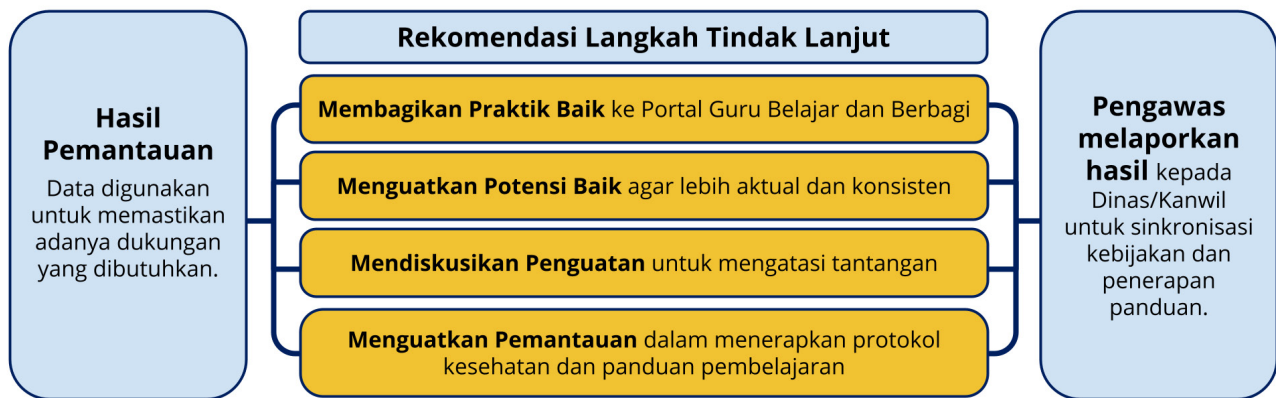 Hasil
Pemantauan
Data digunakan
untuk memastikan
adanya dukungan
yang dibutuhkan.
Rekomendasi Langkah Tindak Lanjut
Membagikan Praktik Baik ke Portal Guru Belajar dan Berbagi
Menguatkan Potensi Baik agar lebih aktual dan konsisten
Mendiskusikan Penguatan untuk mengatasi tantangan
Menguatkan Pemantauan dalam menerapkan protokol
kesehatan dan panduan pembelajaran
Pengawas
melaporkan
hasil kepada
Dinas/Kanwil
untuk sinkronisasi
kebijakan dan
penerapan
panduan.